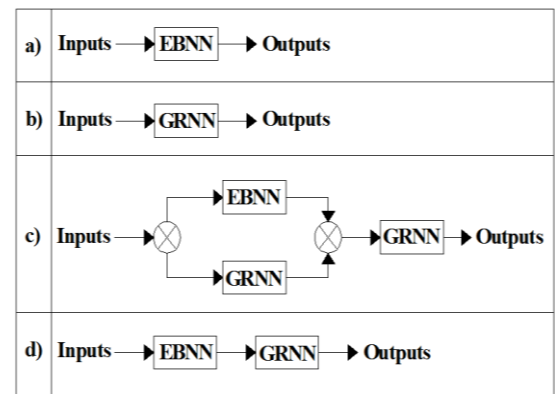 a) Inputs EBNN Outputs
b) Inputs GRNN Outputs
EBNN
c) Inputs GRNN Outputs
GRNN
d) Inputs EBNN GRNN Outputs